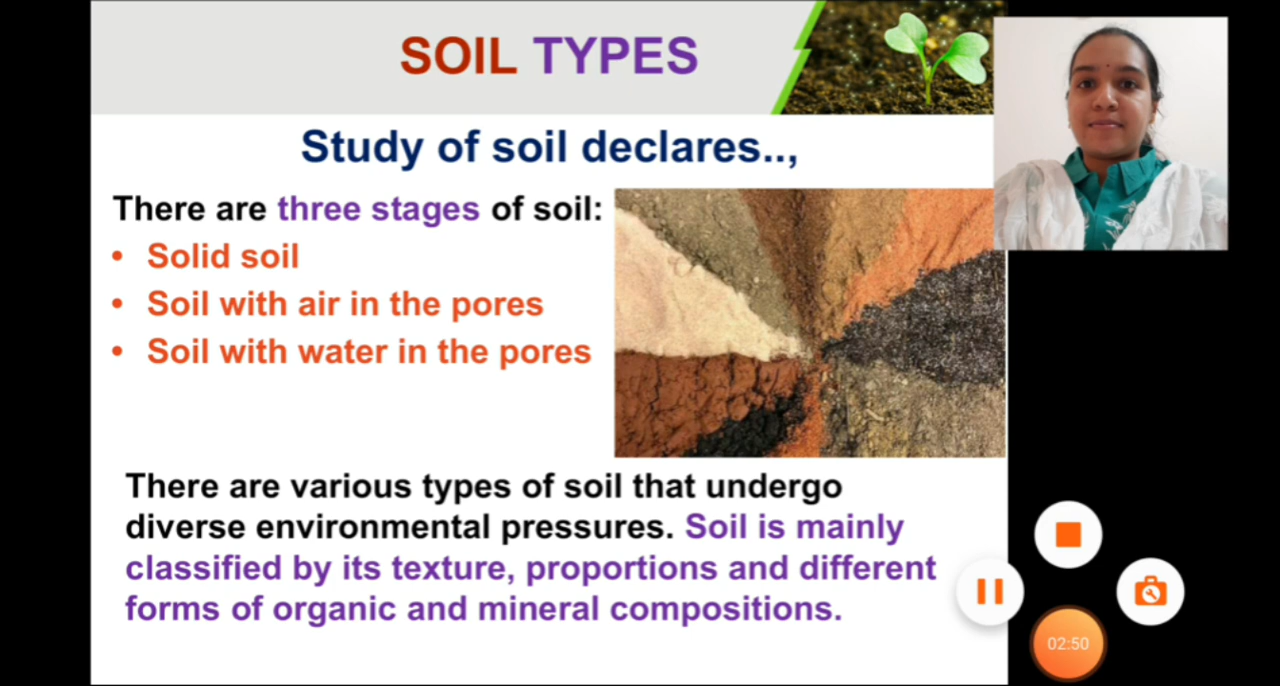 SOIL TYPES
Study of soil declares..,
There are three stages of soil:
• Solid soil
• Soil with air in the pores
• Soil with water in the pores
There are various types of soil that undergo
diverse environmental pressures. Soil is mainly
classified by its texture, proportions and different
forms of organic and mineral compositions.
02:50